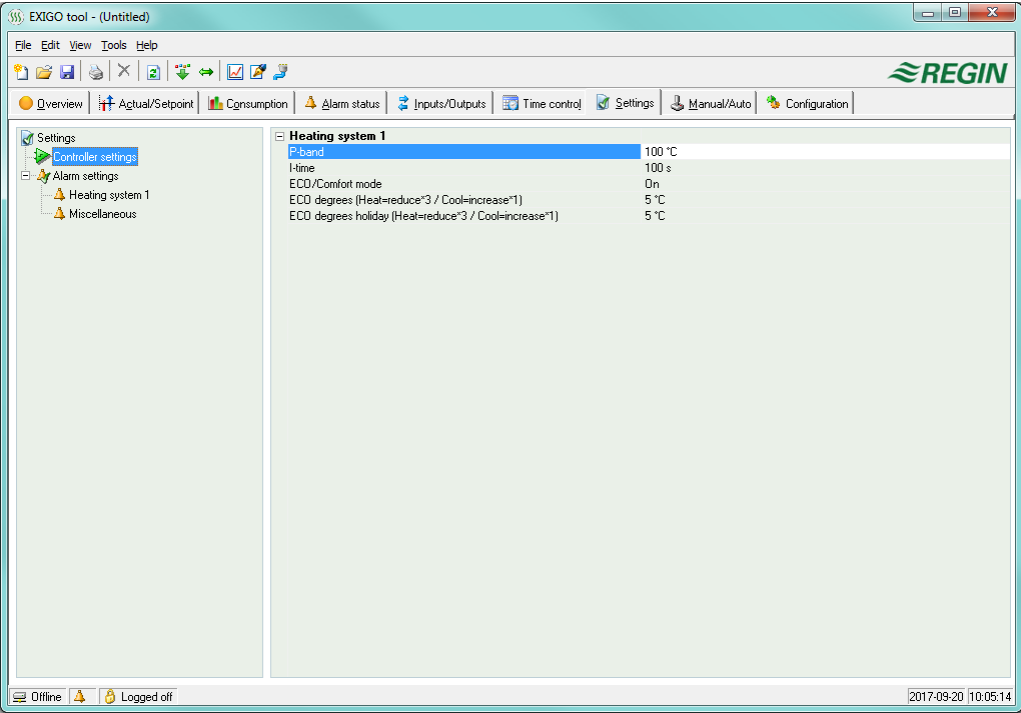 EXIGO tool - (Untitled)
File Edit View Tools Help
REGIN
Overview Actual/Setpoint Consumption Alarm status Inputs/Outputs Time control Settings Manual/Auto Configuration
Settings
Controller settings
Alarm settings
Heating system 1
Miscellaneous
Heating system 1
P-band 100 °C
I-time 100 s
ECO/Comfort mode On
ECO degrees (Heat=reduce*3 / Cool=increase*1) 5 °C
ECO degrees holiday (Heat=reduce*3 / Cool=increase*1) 5 °C
Offline Logged off 2017-09-20 10:05:14